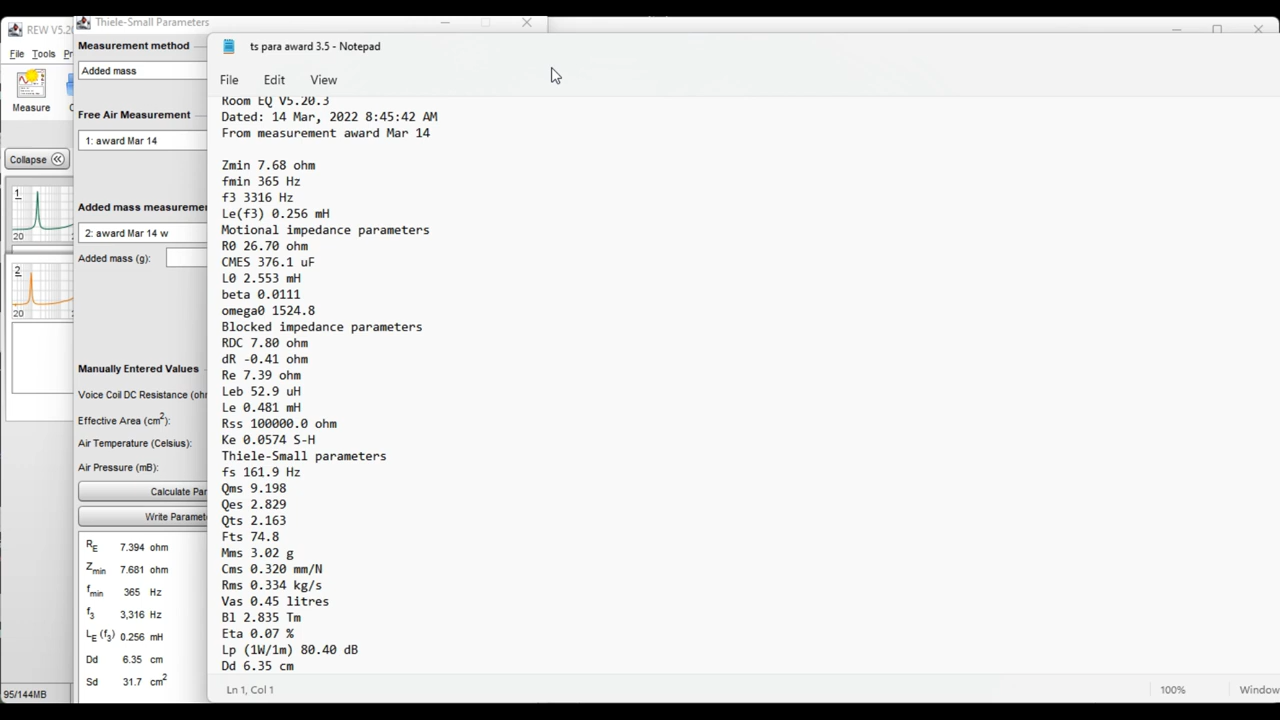 REW V5.20
File Tools Pr
Measure
Collapse
1
20
2
20
95/144MB
Thiele-Small Parameters
Measurement method
Added mass
Free Air Measurement
1: award Mar 14
Added mass measuremen
2: award Mar 14 w
Added mass (g):
Manually Entered Values
Voice Coil DC Resistance (ohm
Effective Area (cm2):
Air Temperature (Celsius):
Air Pressure (mB):
Calculate Par
Write Paramet
RE 7.394 ohm
Zmin 7.681 ohm
fmin 365 Hz
f3 3,316 Hz
LE (f3) 0.256 mH
Dd 6.35 cm
Sd 31.7 cm2
ts para award 3.5 - Notepad
File Edit View
Room EQ V5.20.3
Dated: 14 Mar, 2022 8:45:42 AM
From measurement award Mar 14
Zmin 7.68 ohm
fmin 365 Hz
f3 3316 Hz
Le(f3) 0.256 mH
Motional impedance parameters
R0 26.70 ohm
CMES 376.1 uF
L0 2.553 mH
beta 0.0111
omega0 1524.8
Blocked impedance parameters
RDC 7.80 ohm
dR -0.41 ohm
Re 7.39 ohm
Leb 52.9 uH
Le 0.481 mH
Rss 100000.0 ohm
Ke 0.0574 S-H
Thiele-Small parameters
fs 161.9 Hz
Qms 9.198
Qes 2.829
Qts 2.163
Fts 74.8
Mms 3.02 g
Cms 0.320 mm/N
Rms 0.334 kg/s
Vas 0.45 litres
Bl 2.835 Tm
Eta 0.07 %
Lp (1W/1m) 80.40 dB
Dd 6.35 cm
Ln 1, Col 1
100%
Window